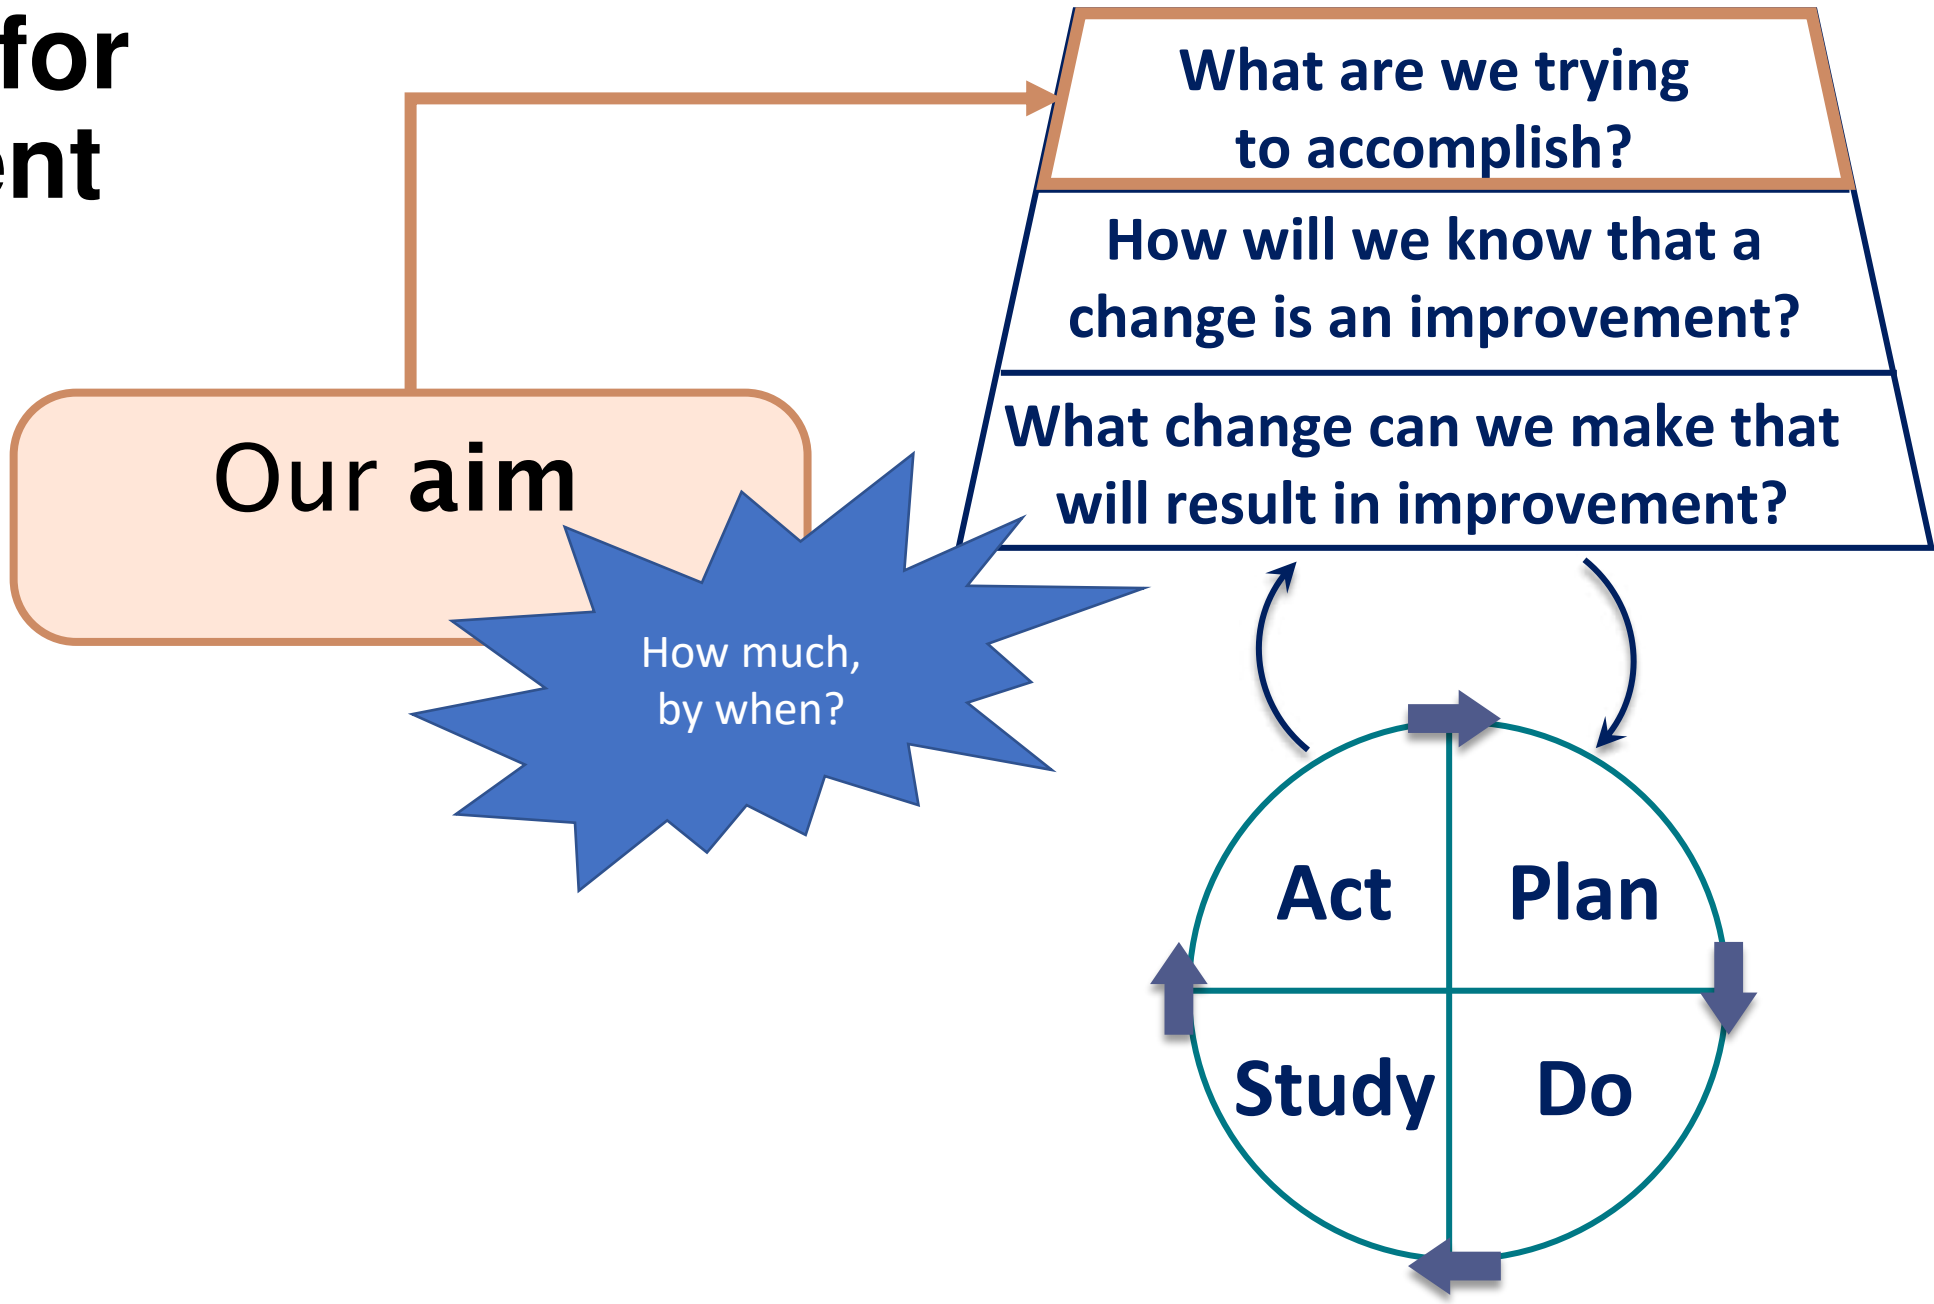 for
ent
What are we trying
to accomplish?
How will we know that a
change is an improvement?
What change can we make that
will result in improvement?
Our aim
How much,
by when?
Act
Plan
Study
Do